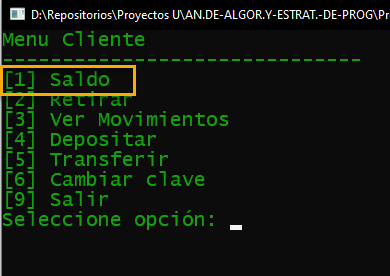 D:\Repositorios\Proyectos U\AN.DE-ALGOR.Y-ESTRAT.-DE-PROG\Pr
Menu Cliente
------------------------------
[1] Saldo
[2] Retirar
[3] Ver Movimientos
[4] Depositar
[5] Transferir
[6] Cambiar clave
[9] Salir
Seleccione opción: